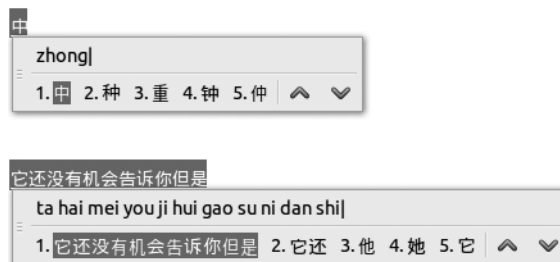 中
zhong
1.中 2.种 3.重 4.钟 5.仲
它还没有机会告诉你但是
ta hai mei you ji hui gao su ni dan shi
1.它还没有机会告诉你但是 2.它还 3.他 4.她 5.它